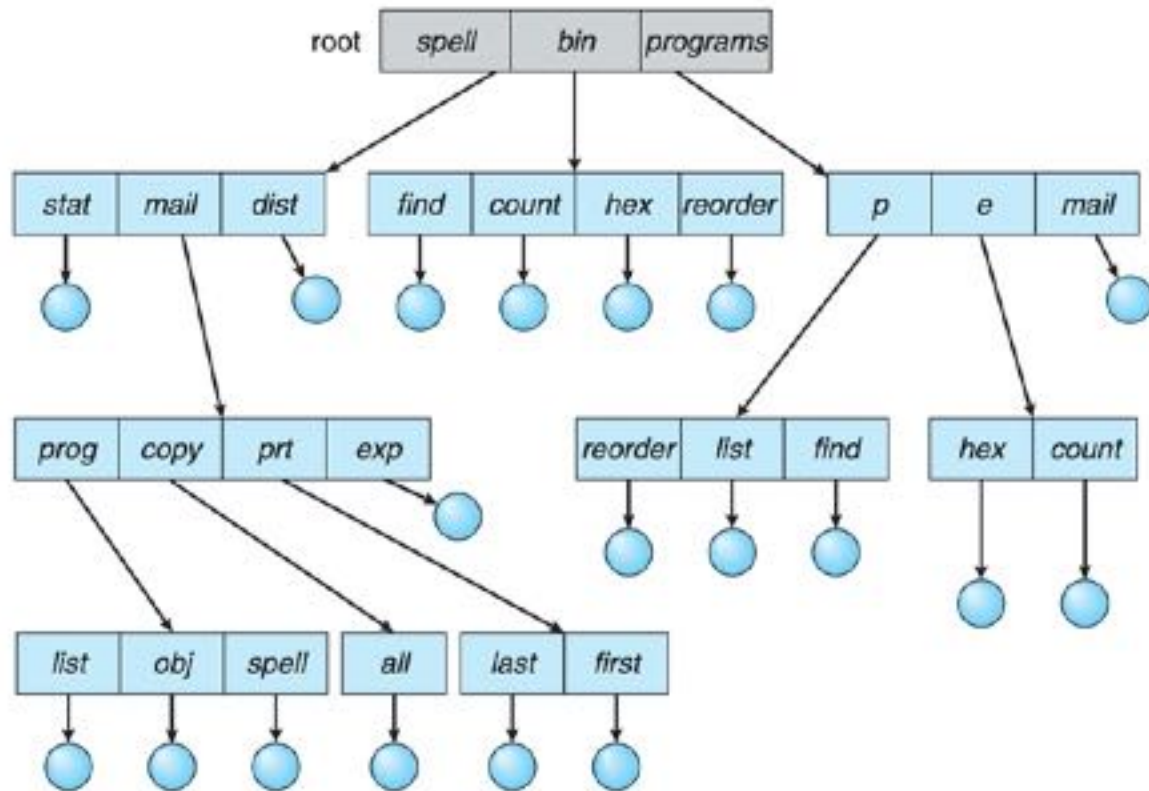 root spell bin programs
stat mail dist find count hex reorder p e mail
prog copy prt exp reorder list find hex count
list obj spell all last first